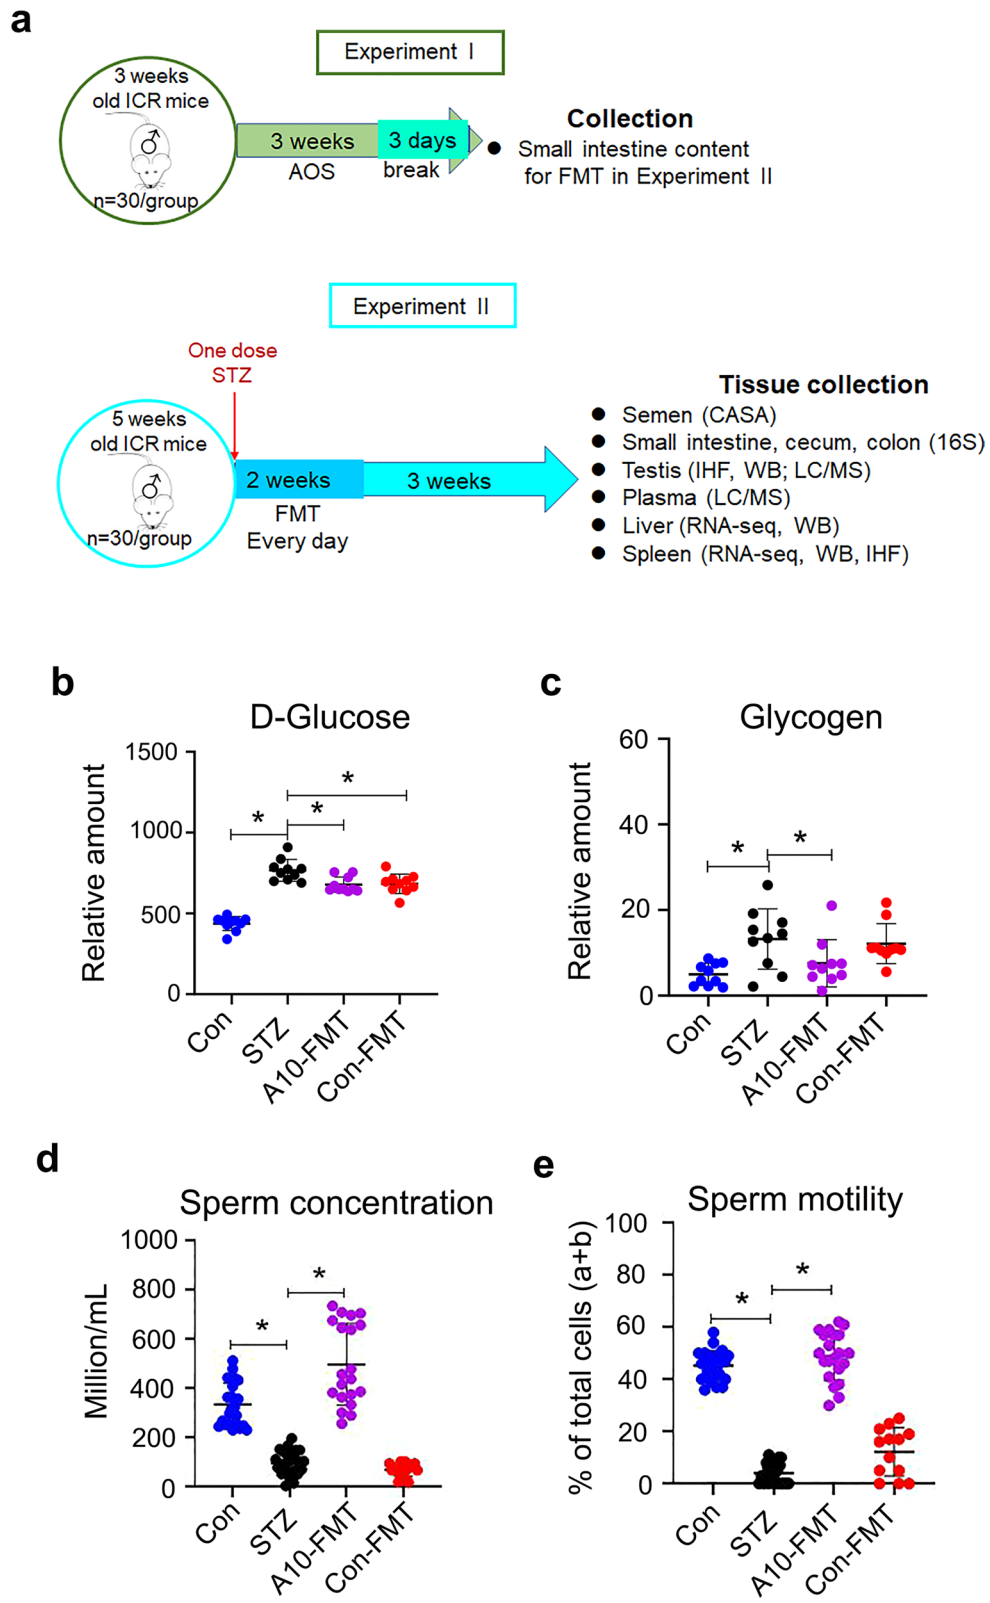 a
Experiment Ⅰ
3 weeks
old ICR mice
♂
n=30/group
3 weeks
3 days
AOS
break
Collection
● Small intestine content
for FMT in Experiment Ⅱ
Experiment Ⅱ
One dose
STZ
5 weeks
old ICR mice
♂
n=30/group
2 weeks
3 weeks
FMT
Every day
Tissue collection
● Semen (CASA)
● Small intestine, cecum, colon (16S)
● Testis (IHF, WB; LC/MS)
● Plasma (LC/MS)
● Liver (RNA-seq, WB)
● Spleen (RNA-seq, WB, IHF)
b
D-Glucose
Relative amount
1500
1000
500
0
*
*
*
Con
STZ
A10-FMT
Con-FMT
c
Glycogen
Relative amount
60
40
20
0
*
*
Con
STZ
A10-FMT
Con-FMT
d
Sperm concentration
Million/mL
1000
800
600
400
200
0
*
*
Con
STZ
A10-FMT
Con-FMT
e
Sperm motility
% of total cells (a+b)
100
80
60
40
20
0
*
*
Con
STZ
A10-FMT
Con-FMT